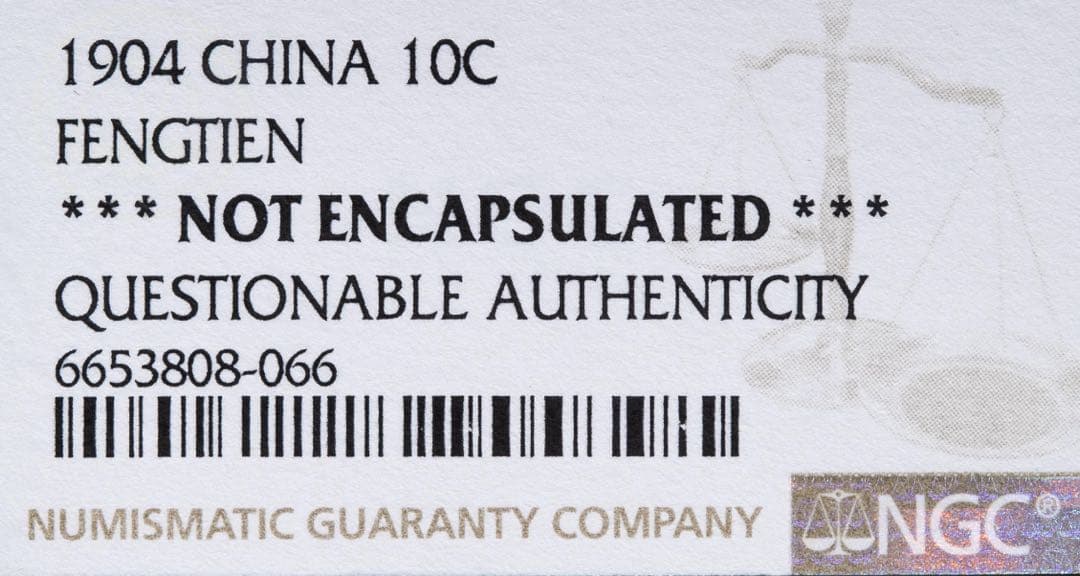 1904 CHINA 10C
FENGTIEN
*** NOT ENCAPSULATED ***
QUESTIONABLE AUTHENTICITY
6653808-066
NUMISMATIC GUARANTY COMPANY
NGC®